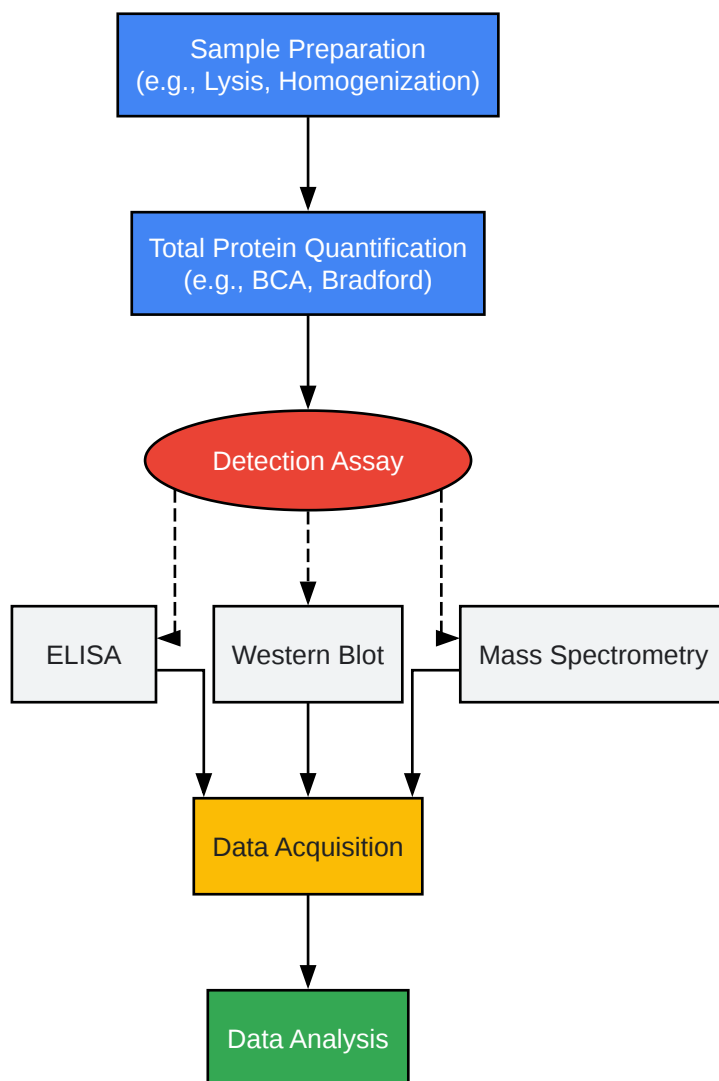 Sample Preparation
(e.g., Lysis, Homogenization)
Total Protein Quantification
(e.g., BCA, Bradford)
Detection Assay
ELISA
Western Blot
Mass Spectrometry
Data Acquisition
Data Analysis